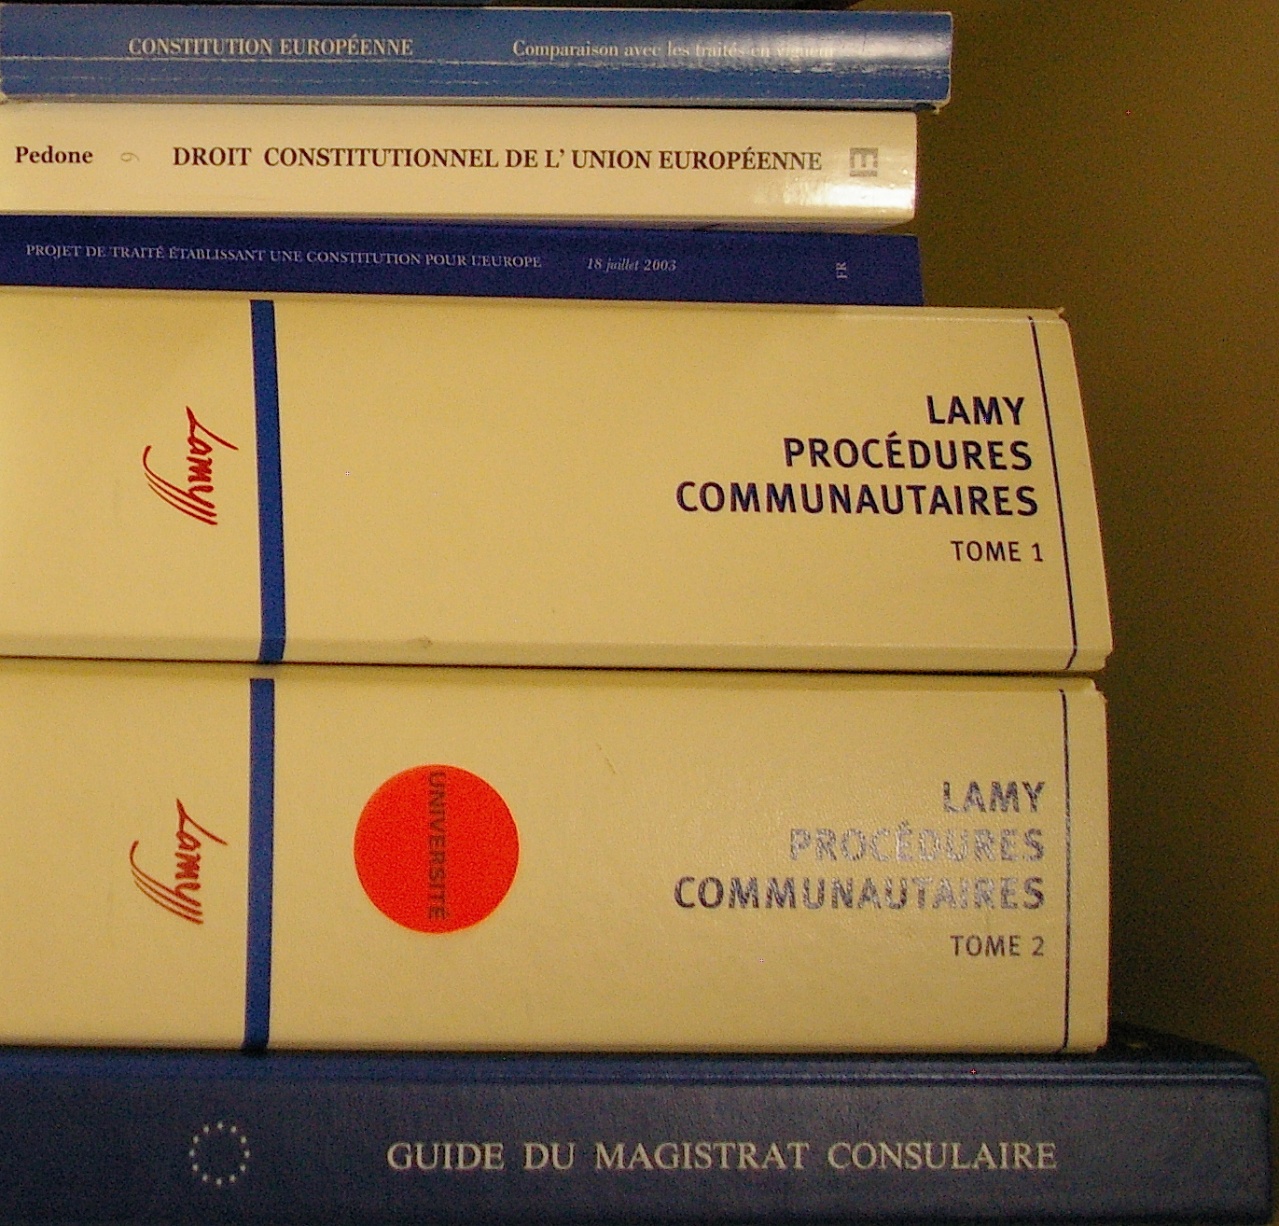 CONSTITUTION EUROPÉENNE Comparaison avec les traités en vigueur
Pedone 6 DROIT CONSTITUTIONNEL DE L' UNION EUROPÉENNE
PROJET DE TRAITÉ ÉTABLISSANT UNE CONSTITUTION POUR L'EUROPE 18 juillet 2003 FR
Lamy
LAMY
PROCÉDURES
COMMUNAUTAIRES
TOME 1
Lamy
UNIVERSITÉ
LAMY
PROCÉDURES
COMMUNAUTAIRES
TOME 2
GUIDE DU MAGISTRAT CONSULAIRE